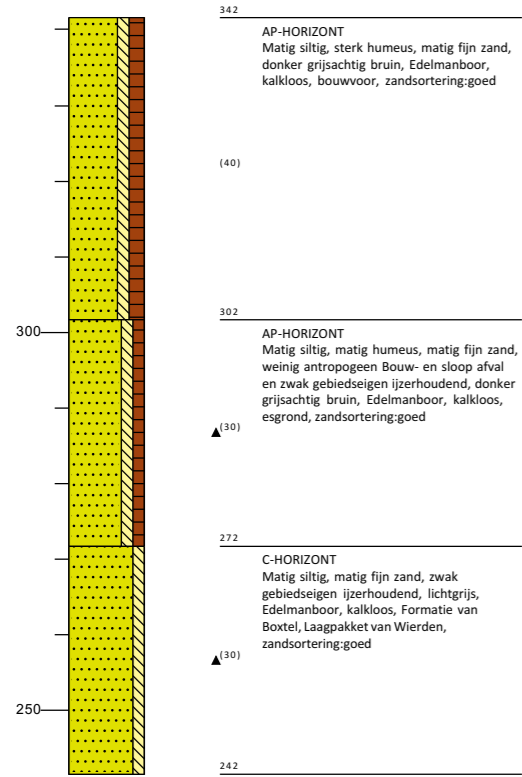 342
AP-HORIZONT
Matig siltig, sterk humeus, matig fijn zand,
donker grijsachtig bruin, Edelmanboor,
kalkloos, bouwvoor, zandsortering:goed
(40)
302
300
AP-HORIZONT
Matig siltig, matig humeus, matig fijn zand,
weinig antropogeen Bouw- en sloop afval
en zwak gebiedseigen ijzerhoudend, donker
grijsachtig bruin, Edelmanboor, kalkloos,
esgrond, zandsortering:goed
(30)
272
C-HORIZONT
Matig siltig, matig fijn zand, zwak
gebiedseigen ijzerhoudend, lichtgrijs,
Edelmanboor, kalkloos, Formatie van
Boxtel, Laagpakket van Wierden,
zandsortering:goed
(30)
250
242